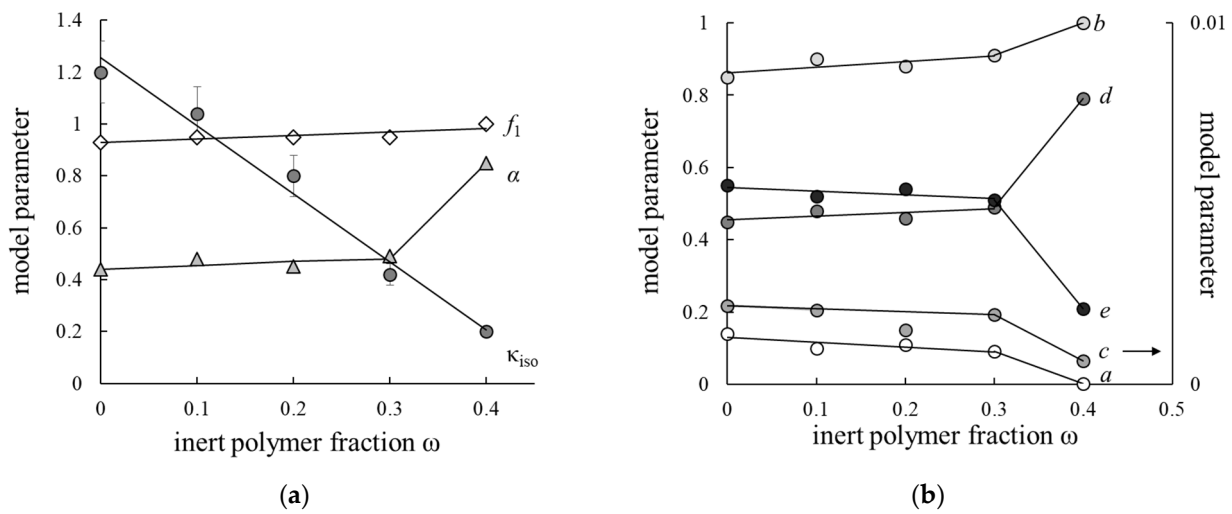 1.4
1.2
1
0.8
0.6
0.4
0.2
0
model parameter
f1
α
κiso
0 0.1 0.2 0.3 0.4
inert polymer fraction ω
(a)
1
0.8
0.6
0.4
0.2
0
model parameter
b
d
e
c
a
0.01
0
model parameter
0 0.1 0.2 0.3 0.4 0.5
inert polymer fraction ω
(b)